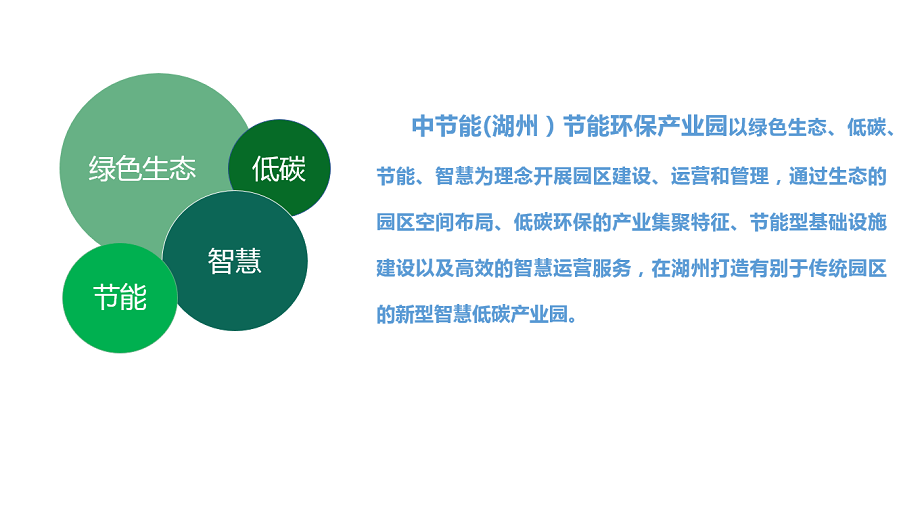 绿色生态
低碳
智慧
节能
中节能(湖州）节能环保产业园以绿色生态、低碳、
节能、智慧为理念开展园区建设、运营和管理，通过生态的
园区空间布局、低碳环保的产业集聚特征、节能型基础设施
建设以及高效的智慧运营服务，在湖州打造有别于传统园区
的新型智慧低碳产业园。